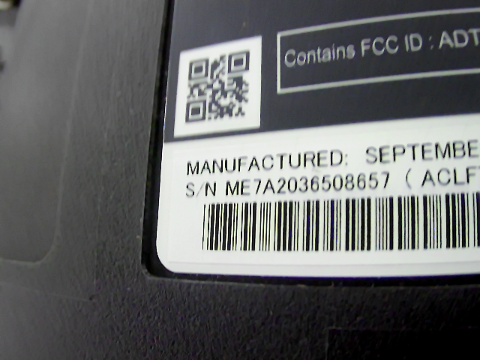 Contains FCC ID : ADT
MANUFACTURED: SEPTEMBE
S/N ME7A2036508657 ( ACLF